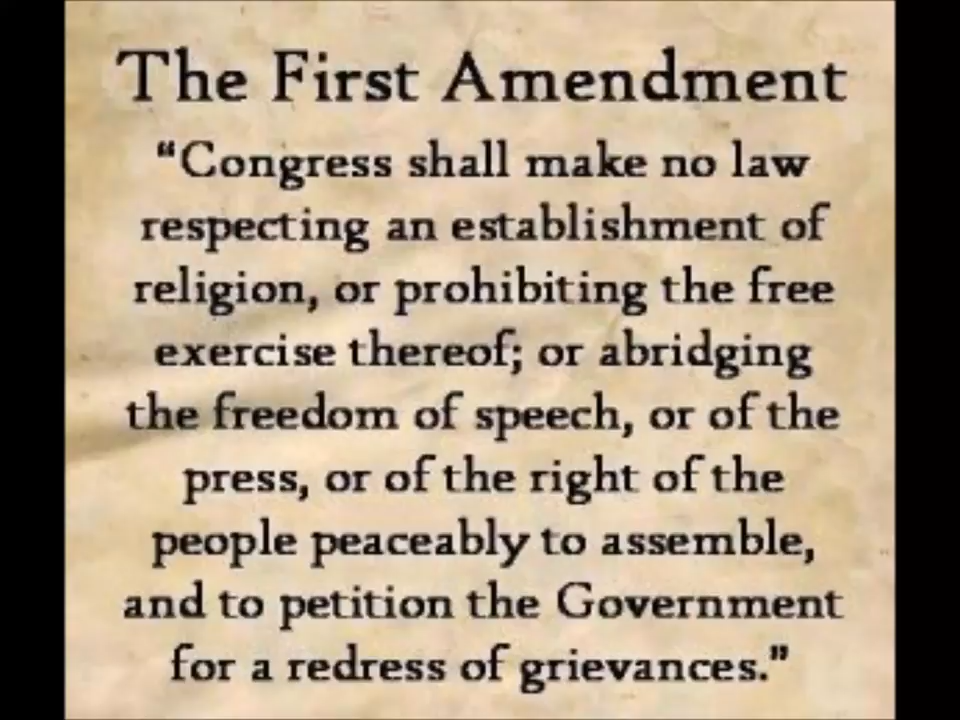 The First Amendment
“Congress shall make no law
respecting an establishment of
religion, or prohibiting the free
exercise thereof; or abridging
the freedom of speech, or of the
press, or of the right of the
people peaceably to assemble,
and to petition the Government
for a redress of grievances.”